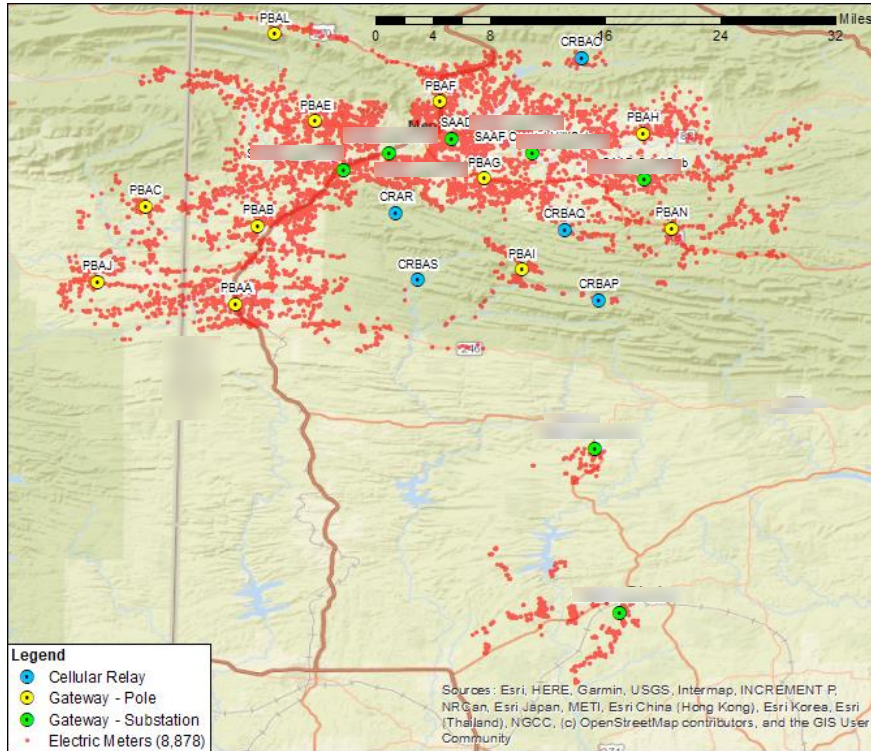 PBAL
0 4 8 16 24 32
Miles
CRBAO
PBAF
PBAE
SAAD
PBAH
SAAF
PBAG
PBAC
CRAR
PBAB
CRBAQ
PBAN
PBAI
CRBAS
PBAJ
CRBAP
PBAA
246
Legend
Cellular Relay
Gateway - Pole
Gateway - Substation
Electric Meters (8,878)
Sources: Esri, HERE, Garmin, USGS, Intermap, INCREMENT P,
NRCan, Esri Japan, METI, Esri China (Hong Kong), Esri Korea, Esri
(Thailand), NGCC, (c) OpenStreetMap contributors, and the GIS User
Community